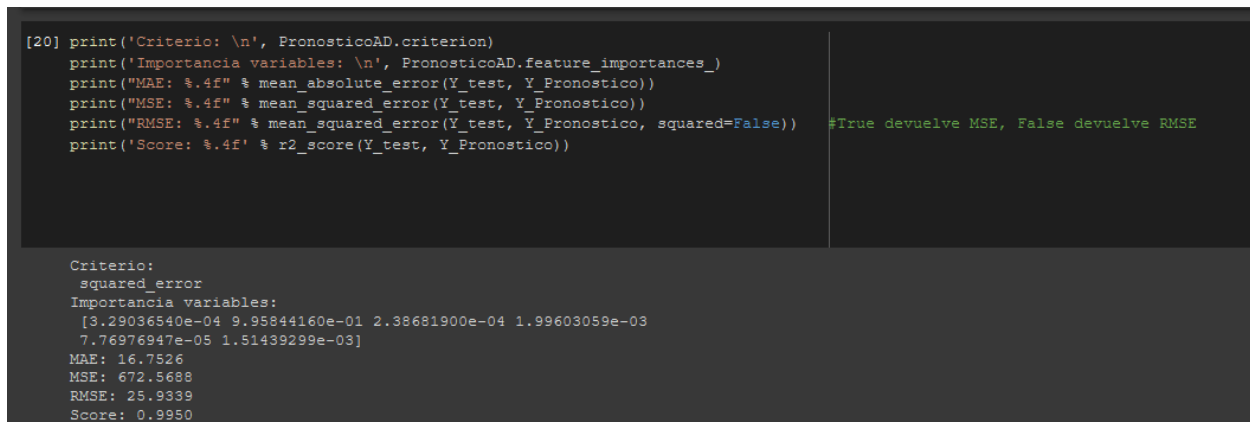 [20] print('Criterio: \n', PronosticoAD.criterion)
print('Importancia variables: \n', PronosticoAD.feature_importances_)
print("MAE: %.4f" % mean_absolute_error(Y_test, Y_Pronostico))
print("MSE: %.4f" % mean_squared_error(Y_test, Y_Pronostico))
print("RMSE: %.4f" % mean_squared_error(Y_test, Y_Pronostico, squared=False)) #True devuelve MSE, False devuelve RMSE
print('Score: %.4f' % r2_score(Y_test, Y_Pronostico))
Criterio:
squared_error
Importancia variables:
[3.29036540e-04 9.95844160e-01 2.38681900e-04 1.99603059e-03
7.76976947e-05 1.51439299e-03]
MAE: 16.7526
MSE: 672.5688
RMSE: 25.9339
Score: 0.9950